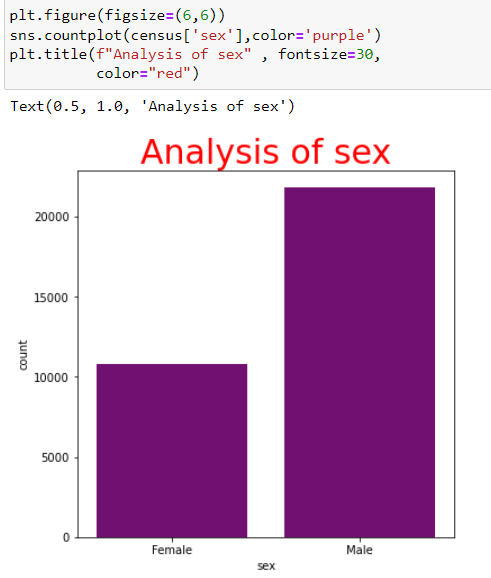 plt.figure(figsize=(6,6))
sns.countplot(census['sex'],color='purple')
plt.title(f"Analysis of sex" , fontsize=30,
          color="red")
Text(0.5, 1.0, 'Analysis of sex')
Analysis of sex
20000
15000
10000
5000
0
count
Female Male
sex